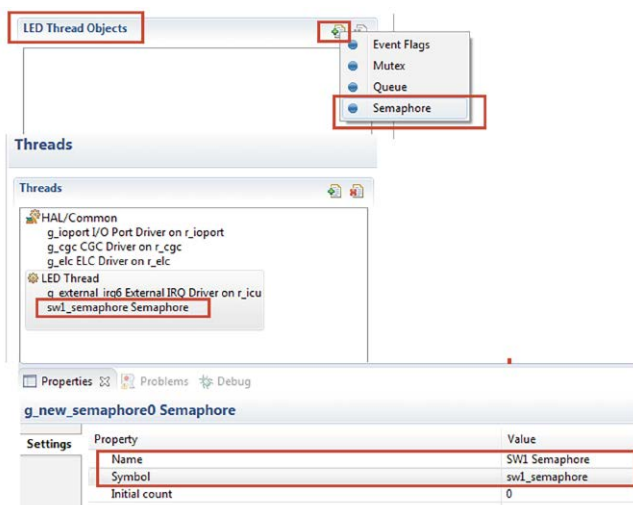 LED Thread Objects
Event Flags
Mutex
Queue
Semaphore
Threads
Threads
HAL/Common
g_ioport I/O Port Driver on r_ioport
g_cgc CGC Driver on r_cgc
g_elc ELC Driver on r_elc
LED Thread
g_external_irq6 External IRQ Driver on r_icu
sw1_semaphore Semaphore
Properties Problems Debug
g_new_semaphore0 Semaphore
Settings Property Value
Name SW1 Semaphore
Symbol sw1_semaphore
Initial count 0